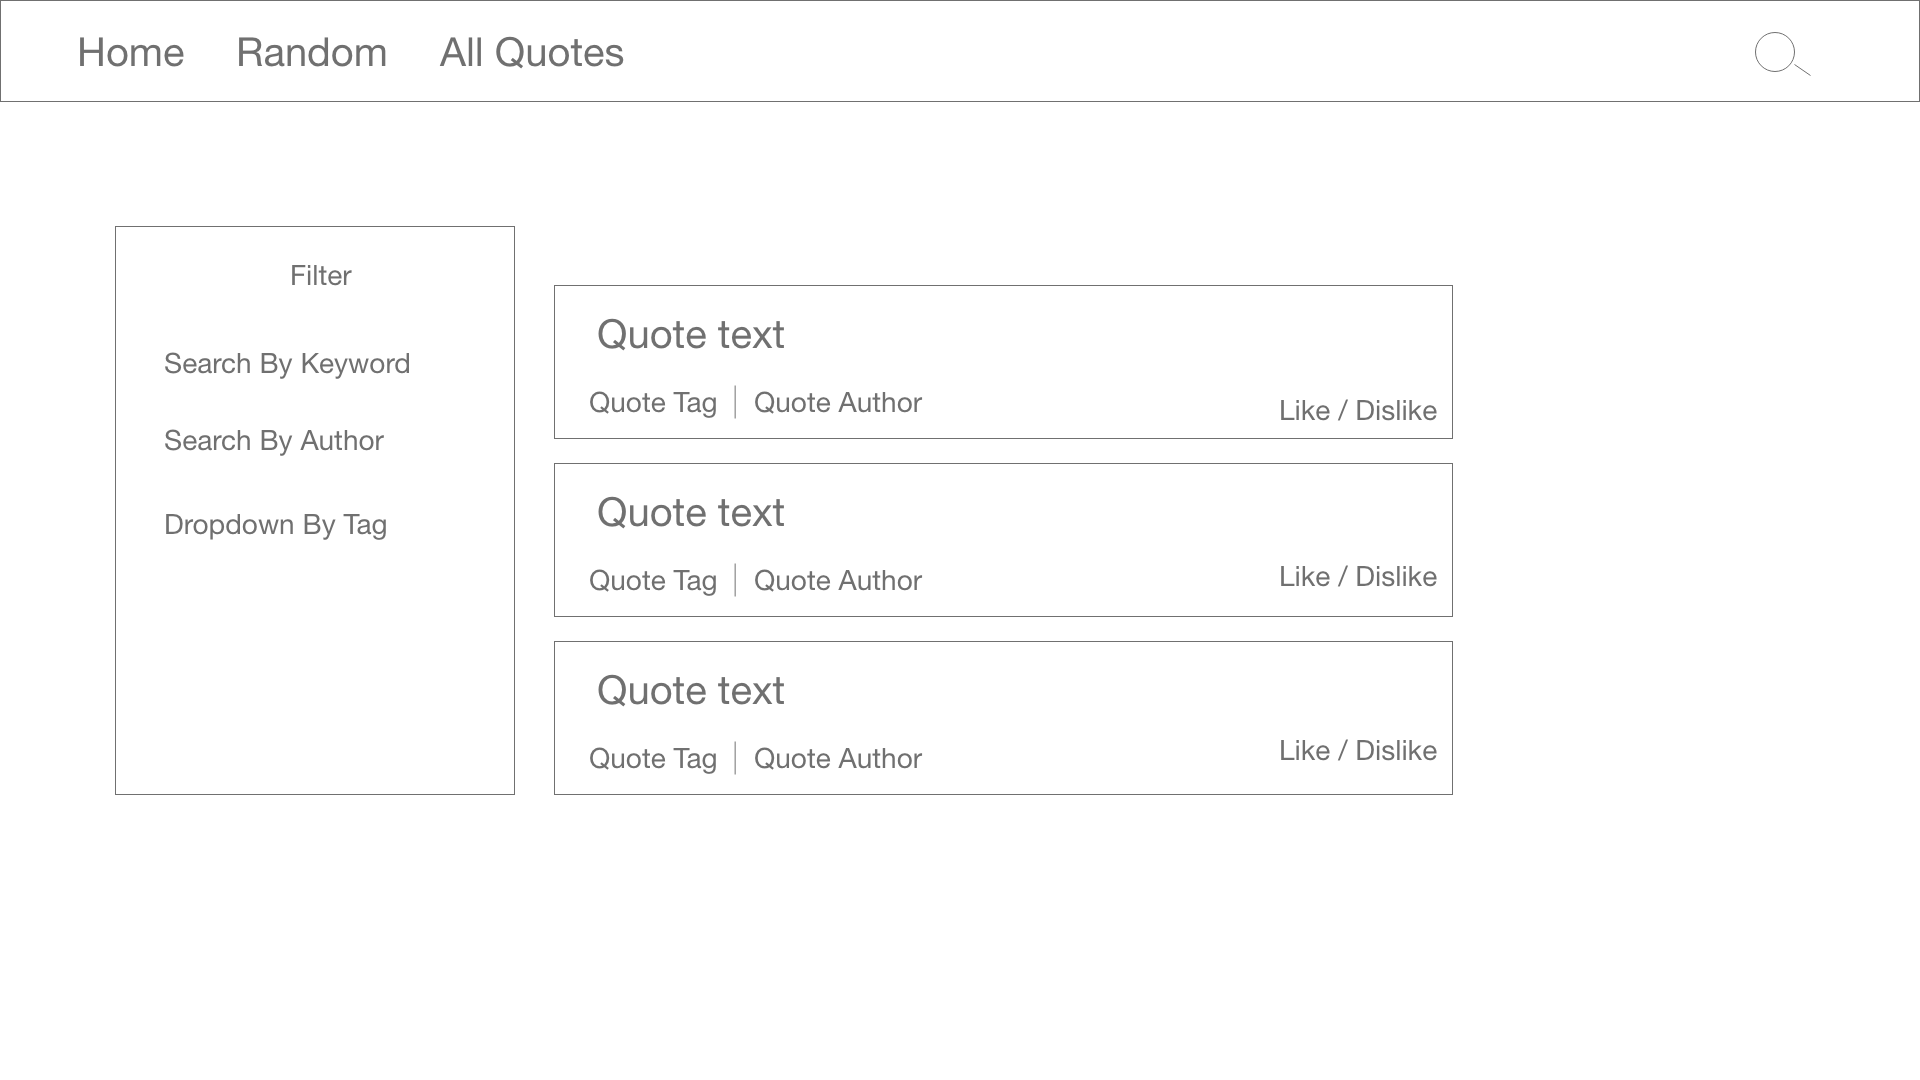 Home Random All Quotes
Filter
Search By Keyword
Search By Author
Dropdown By Tag
Quote text
Quote Tag Quote Author
Like / Dislike
Quote text
Quote Tag Quote Author
Like / Dislike
Quote text
Quote Tag Quote Author
Like / Dislike